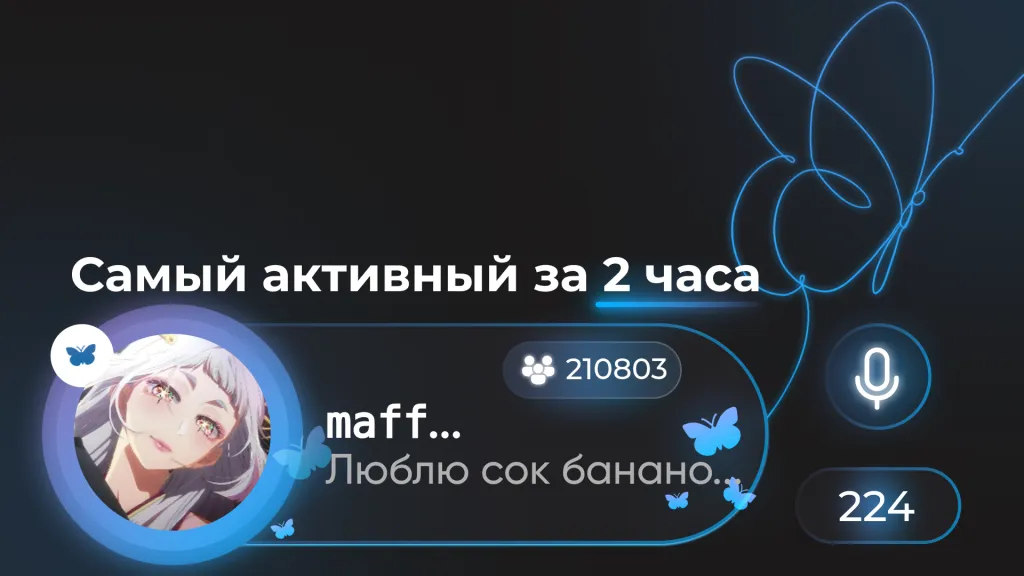 Самый активный за 2 часа
210803
maff...
Люблю сок банано...
224